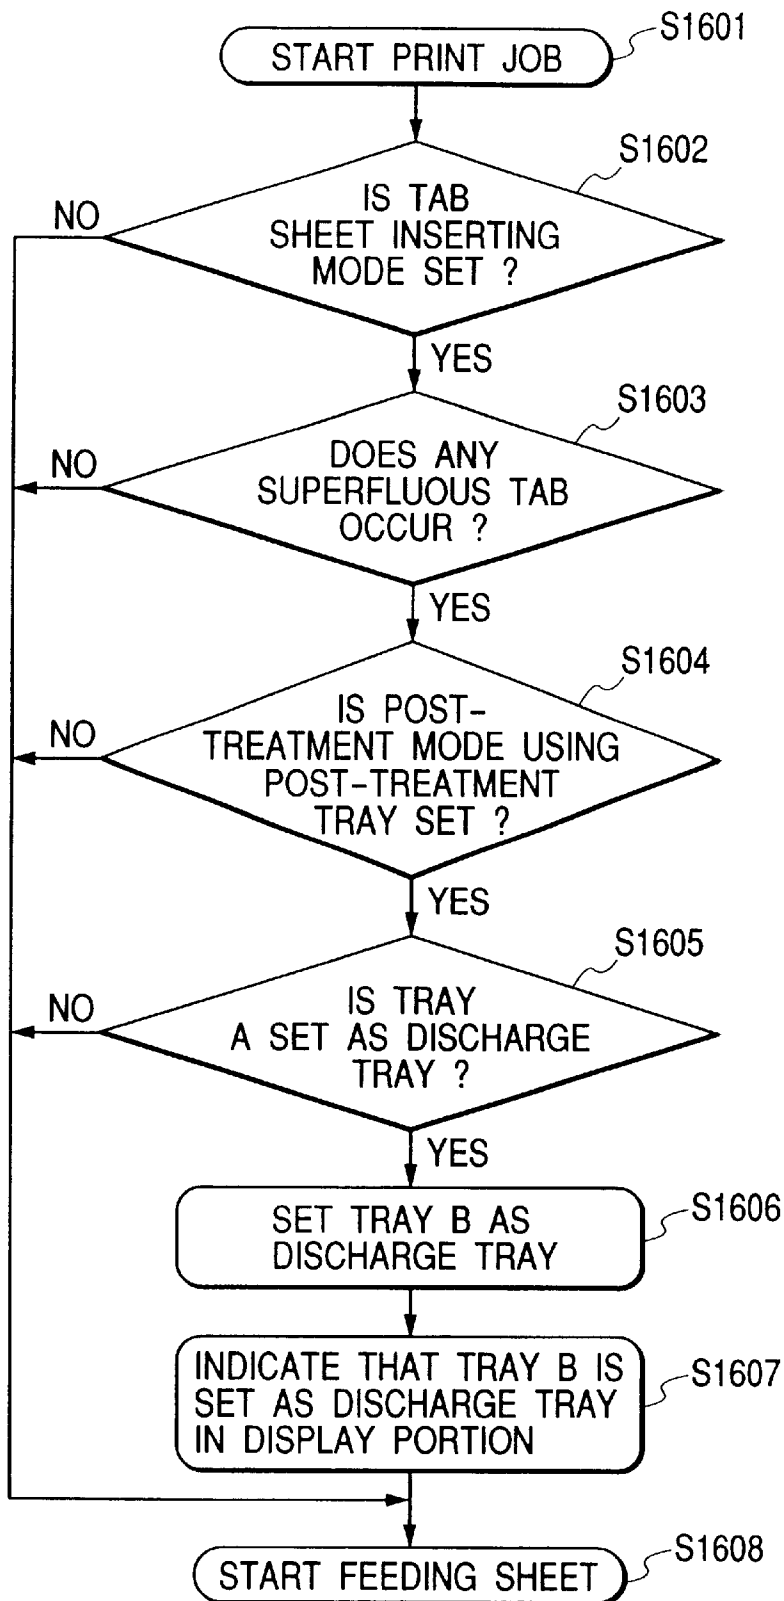 S1601
START PRINT JOB
S1602
IS TAB
SHEET INSERTING
MODE SET ?
NO
YES
S1603
DOES ANY
SUPERFLUOUS TAB
OCCUR ?
NO
YES
S1604
IS POST-
TREATMENT MODE USING
POST-TREATMENT
TRAY SET ?
NO
YES
S1605
IS TRAY
A SET AS DISCHARGE
TRAY ?
NO
YES
S1606
SET TRAY B AS
DISCHARGE TRAY
S1607
INDICATE THAT TRAY B IS
SET AS DISCHARGE TRAY
IN DISPLAY PORTION
S1608
START FEEDING SHEET